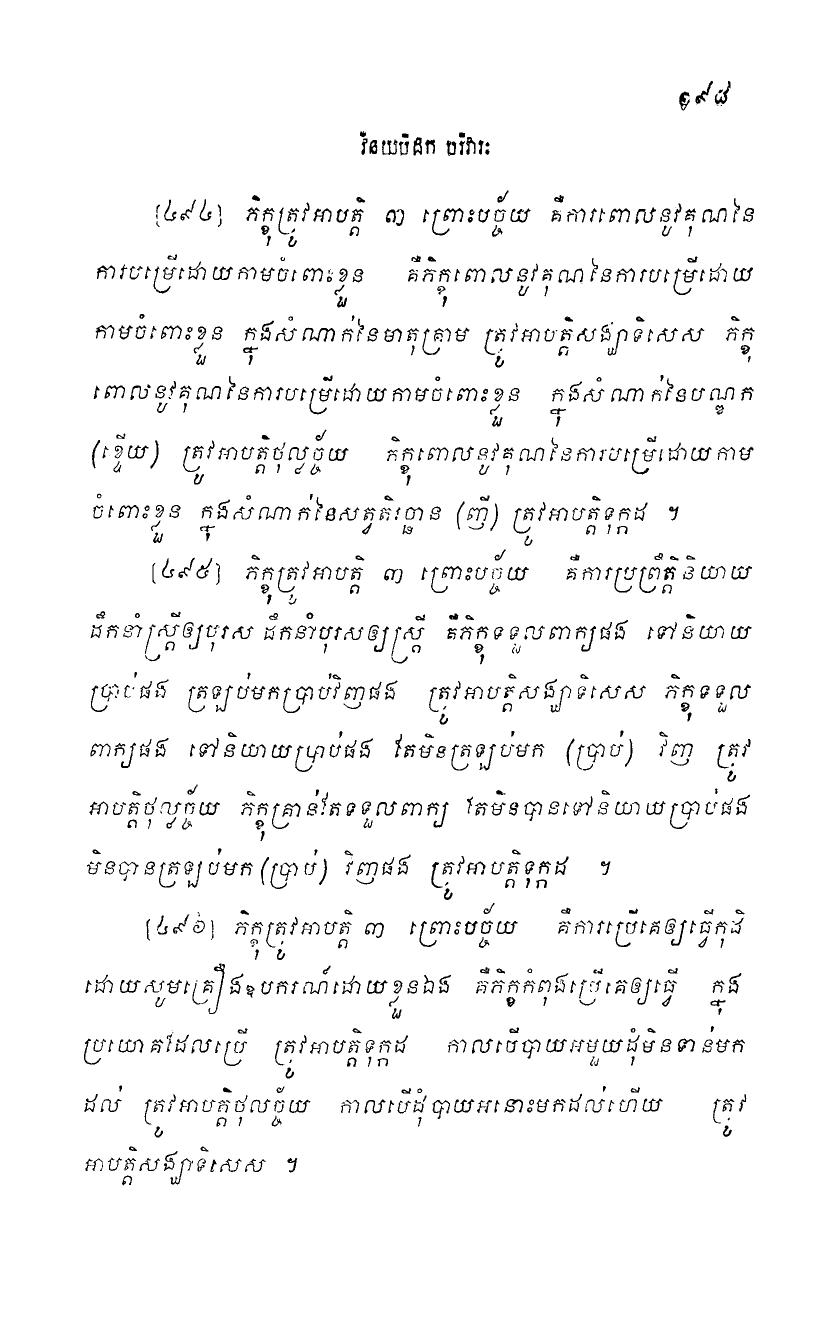 ១៩៨
វិនយបិដក បរិវារៈ
[៤៩៤] ភិក្ខុត្រូវអាបត្តិ ៣ ព្រោះបច្ច័យ គឺការពោលនូវគុណនៃ
ការបម្រើដោយកាមចំពោះខ្លួន គឺភិក្ខុពោលនូវគុណនៃការបម្រើដោយ
កាមចំពោះខ្លួន ក្នុងសំណាក់នៃមាតុគ្រាម ត្រូវអាបត្តិសង្ឃាទិសេស ភិក្ខុ
ពោលនូវគុណនៃការបម្រើដោយកាមចំពោះខ្លួន ក្នុងសំណាក់នៃបណ្ឌក
(ខ្ទើយ) ត្រូវអាបត្តិថុល្លច្ច័យ ភិក្ខុពោលនូវគុណនៃការបម្រើដោយកាម
ចំពោះខ្លួន ក្នុងសំណាក់នៃសត្វតិរច្ឆាន (ញី) ត្រូវអាបត្តិទុក្កដ ។
[៤៩៥] ភិក្ខុត្រូវអាបត្តិ ៣ ព្រោះបច្ច័យ គឺការប្រព្រឹត្តិនិយាយ
ដឹកនាំស្រ្តីឲ្យបុរស ដឹកនាំបុរសឲ្យស្រ្តី គឺភិក្ខុទទួលពាក្យផង ទៅនិយាយ
ប្រាប់ផង ត្រឡប់មកប្រាប់វិញផង ត្រូវអាបត្តិសង្ឃាទិសេស ភិក្ខុទទួល
ពាក្យផង ទៅនិយាយប្រាប់ផង តែមិនត្រឡប់មក (ប្រាប់) វិញ ត្រូវ
អាបត្តិថុល្លច្ច័យ ភិក្ខុគ្រាន់តែទទួលពាក្យ តែមិនបានទៅនិយាយប្រាប់ផង
មិនបានត្រឡប់មក (ប្រាប់) វិញផង ត្រូវអាបត្តិទុក្កដ ។
[៤៩៦] ភិក្ខុត្រូវអាបត្តិ ៣ ព្រោះបច្ច័យ គឺការប្រើគេឲ្យធ្វើកុដិ
ដោយសូមគ្រឿងឧបករណ៍ដោយខ្លួនឯង គឺភិក្ខុកំពុងប្រើគេឲ្យធ្វើ ក្នុង
ប្រយោគដែលប្រើ ត្រូវអាបត្តិទុក្កដ កាលបើបាយអមួយដុំមិនទាន់មក
ដល់ ត្រូវអាបត្តិថុល្លច្ច័យ កាលបើដុំបាយអនោះមកដល់ហើយ ត្រូវ
អាបត្តិសង្ឃាទិសេស ។